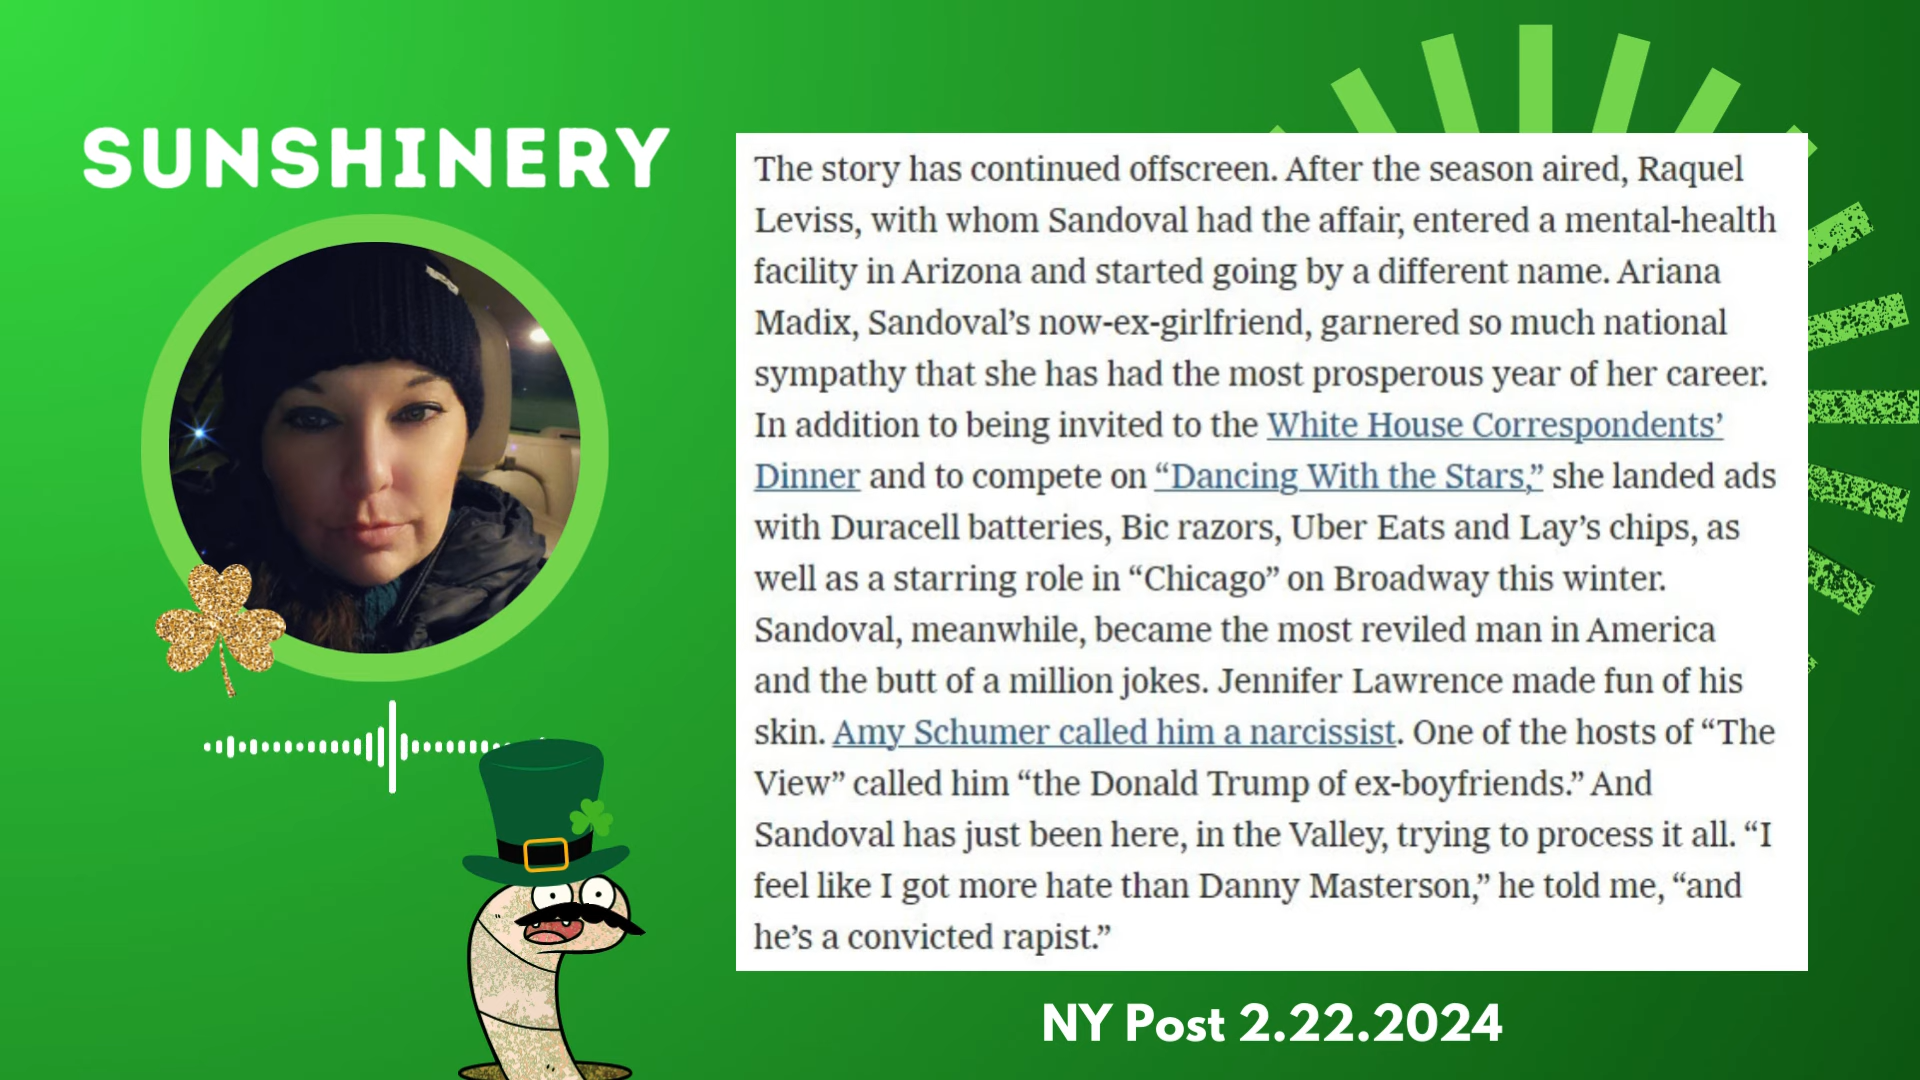 SUNSHINERY
The story has continued offscreen. After the season aired, Raquel
Leviss, with whom Sandoval had the affair, entered a mental-health
facility in Arizona and started going by a different name. Ariana
Madix, Sandoval’s now-ex-girlfriend, garnered so much national
sympathy that she has had the most prosperous year of her career.
In addition to being invited to the White House Correspondents’
Dinner and to compete on “Dancing With the Stars,” she landed ads
with Duracell batteries, Bic razors, Uber Eats and Lay’s chips, as
well as a starring role in “Chicago” on Broadway this winter.
Sandoval, meanwhile, became the most reviled man in America
and the butt of a million jokes. Jennifer Lawrence made fun of his
skin. Amy Schumer called him a narcissist. One of the hosts of “The
View” called him “the Donald Trump of ex-boyfriends.” And
Sandoval has just been here, in the Valley, trying to process it all. “I
feel like I got more hate than Danny Masterson,” he told me, “and
he’s a convicted rapist.”
NY Post 2.22.2024